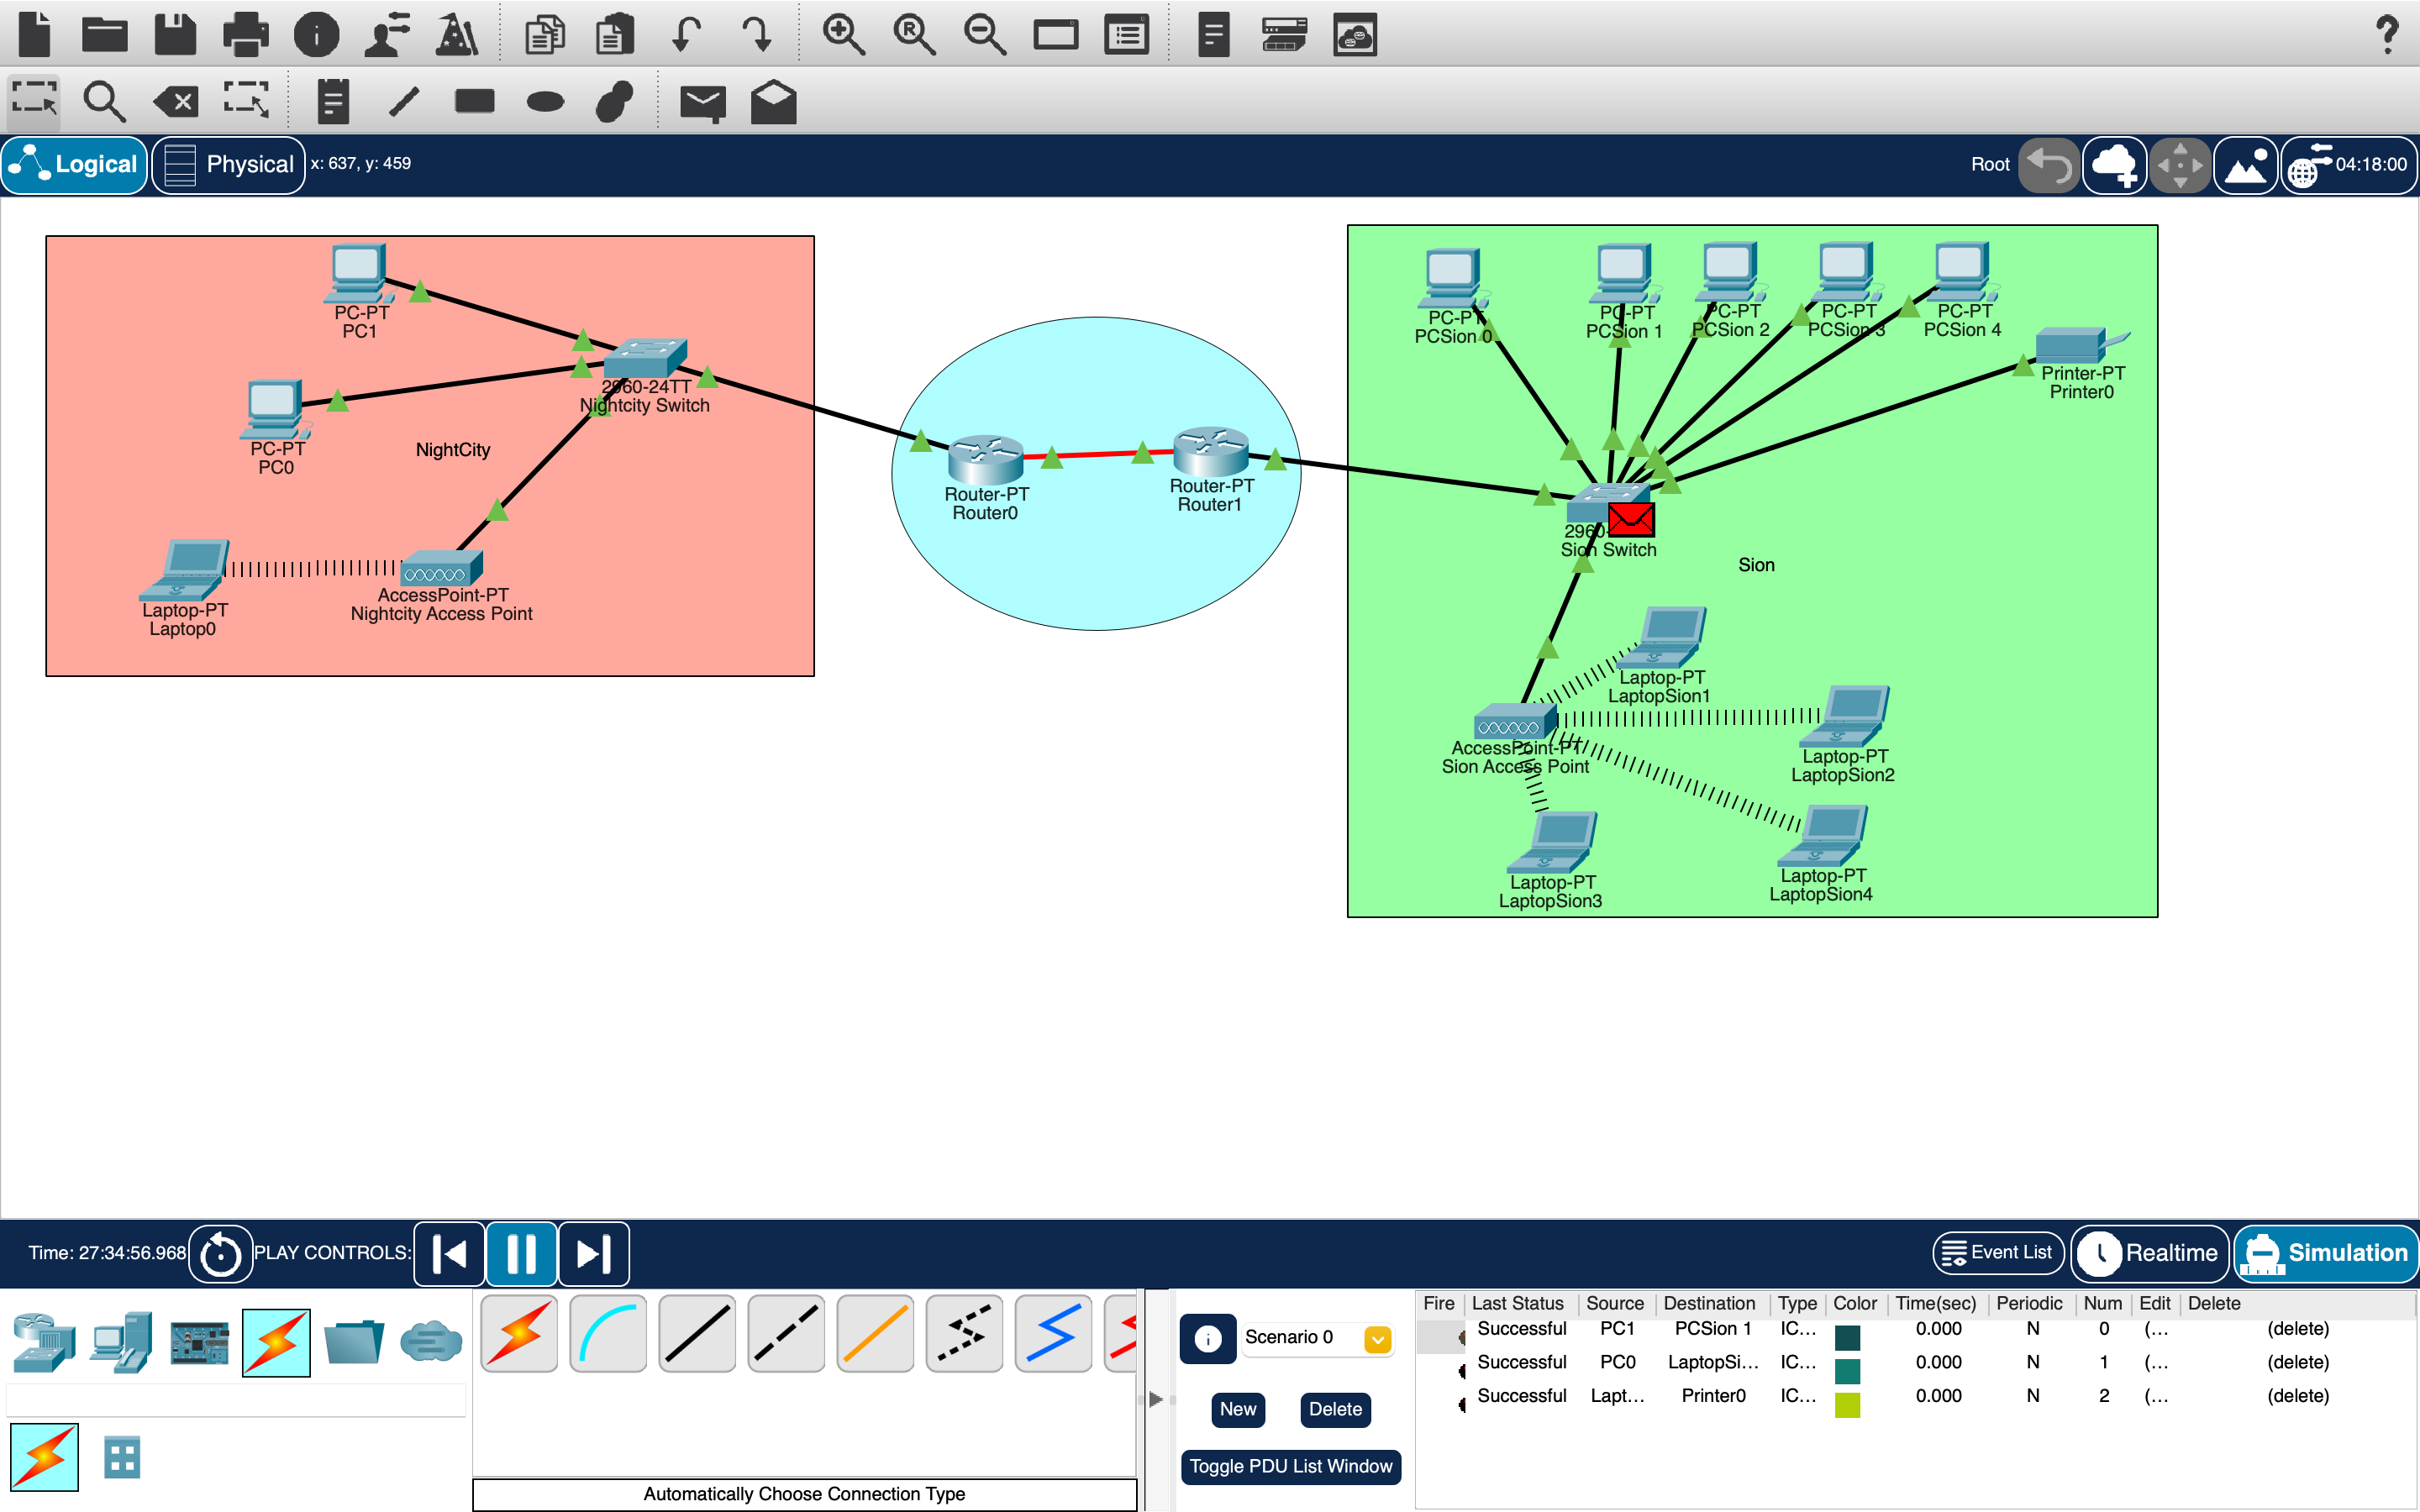 Logical
Physical
x: 637, y: 459
Root
04:18:00
PC-PT
PC1
PC-PT
PC0
2960-24TT
Nightcity Switch
NightCity
Laptop-PT
Laptop0
AccessPoint-PT
Nightcity Access Point
Router-PT
Router0
Router-PT
Router1
PC-PT
PCSion 0
PC-PT
PCSion 1
PC-PT
PCSion 2
PC-PT
PCSion 3
PC-PT
PCSion 4
Printer-PT
Printer0
2960-
Sion Switch
Sion
Laptop-PT
LaptopSion1
Laptop-PT
LaptopSion2
AccessPoint-PT
Sion Access Point
Laptop-PT
LaptopSion3
Laptop-PT
LaptopSion4
Time: 27:34:56.968
PLAY CONTROLS:
Event List
Realtime
Simulation
Scenario 0
New
Delete
Toggle PDU List Window
Automatically Choose Connection Type
Fire Last Status Source Destination Type Color Time(sec) Periodic Num Edit Delete
Successful PC1 PCSion 1 IC... 0.000 N 0 (... (delete)
Successful PC0 LaptopSi... IC... 0.000 N 1 (... (delete)
Successful Lapt... Printer0 IC... 0.000 N 2 (... (delete)